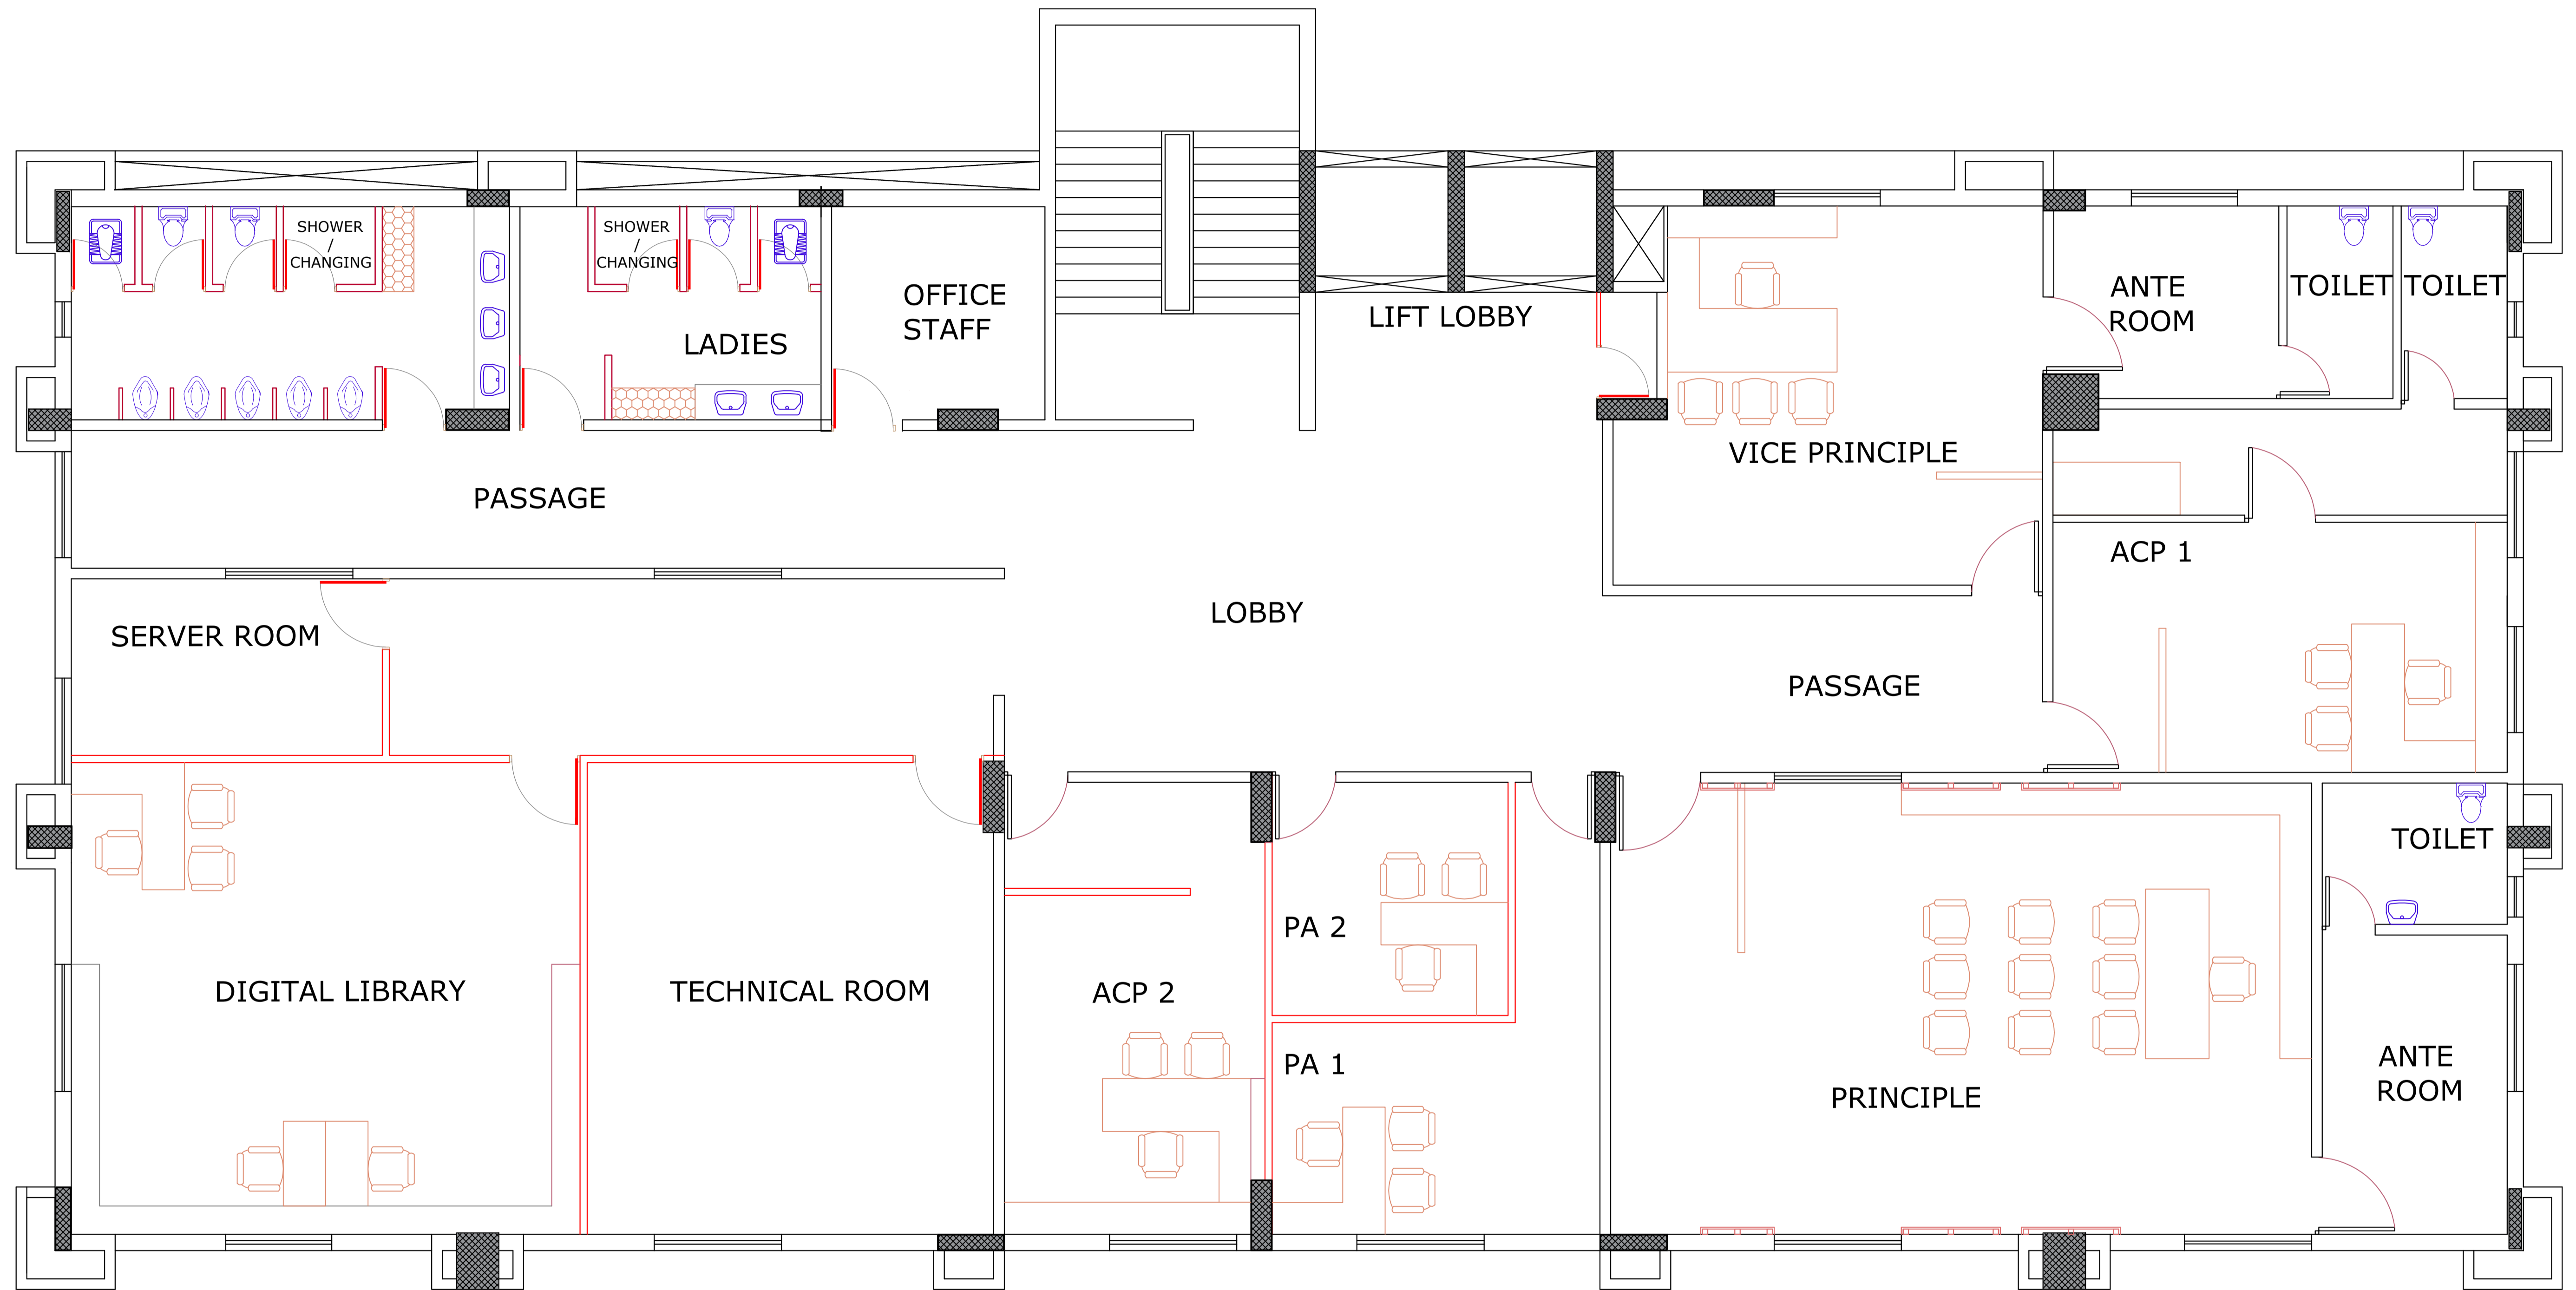 SHOWER
/
CHANGING
SHOWER
/
CHANGING
OFFICE
STAFF
LADIES
LIFT LOBBY
ANTE
ROOM
TOILET
TOILET
VICE PRINCIPLE
PASSAGE
ACP 1
SERVER ROOM
LOBBY
PASSAGE
TOILET
DIGITAL LIBRARY
TECHNICAL ROOM
ACP 2
PA 2
PA 1
PRINCIPLE
ANTE
ROOM